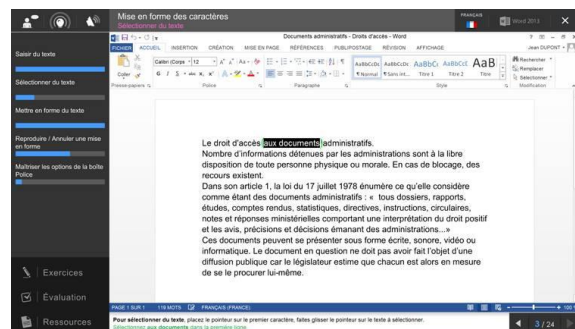 Mise en forme des caractères
Sélectionner du texte
FRANÇAIS
Word 2013
Documents administratifs - Droits d'accès - Word
FICHIER ACCUEIL INSERTION CRÉATION MISE EN PAGE RÉFÉRENCES PUBLIPOSTAGE RÉVISION AFFICHAGE
Jean DUPONT
Coller
Calibri (Corps 12
G I S
AaBbCcDc AaBbCcDc AaBbC AaBbCcC AaB
Normal Sans int... Titre 1 Titre 2 Titre
Rechercher
Remplacer
Sélectionner
Presse-papiers Police Paragraphe Style Modification
Saisir du texte
Sélectionner du texte
Mettre en forme du texte
Reproduire / Annuler une mise
en forme
Maîtriser les options de la boîte
Police
Exercices
Évaluation
Ressources
Le droit d'accès aux documents administratifs.
Nombre d'informations détenues par les administrations sont à la libre
disposition de toute personne physique ou morale. En cas de blocage, des
recours existent.
Dans son article 1, la loi du 17 juillet 1978 énumère ce qu'elle considère
comme étant des documents administratifs : « tous dossiers, rapports,
études, comptes rendus, statistiques, directives, instructions, circulaires,
notes et réponses ministérielles comportant une interprétation du droit positif
et les avis, précisions et décisions émanant des administrations...»
Ces documents peuvent se présenter sous forme écrite, sonore, vidéo ou
informatique. Le document en question ne doit pas avoir fait l'objet d'une
diffusion publique car le législateur estime que chacun est alors en mesure
de se le procurer lui-même.
PAGE 1 SUR 1 119 MOTS FRANÇAIS (FRANCE)
100
Pour sélectionner du texte, placez le pointeur sur le premier caractère, faites glisser le pointeur sur le texte à sélectionner.
Sélectionnez aux documents dans la première ligne.
3 / 24